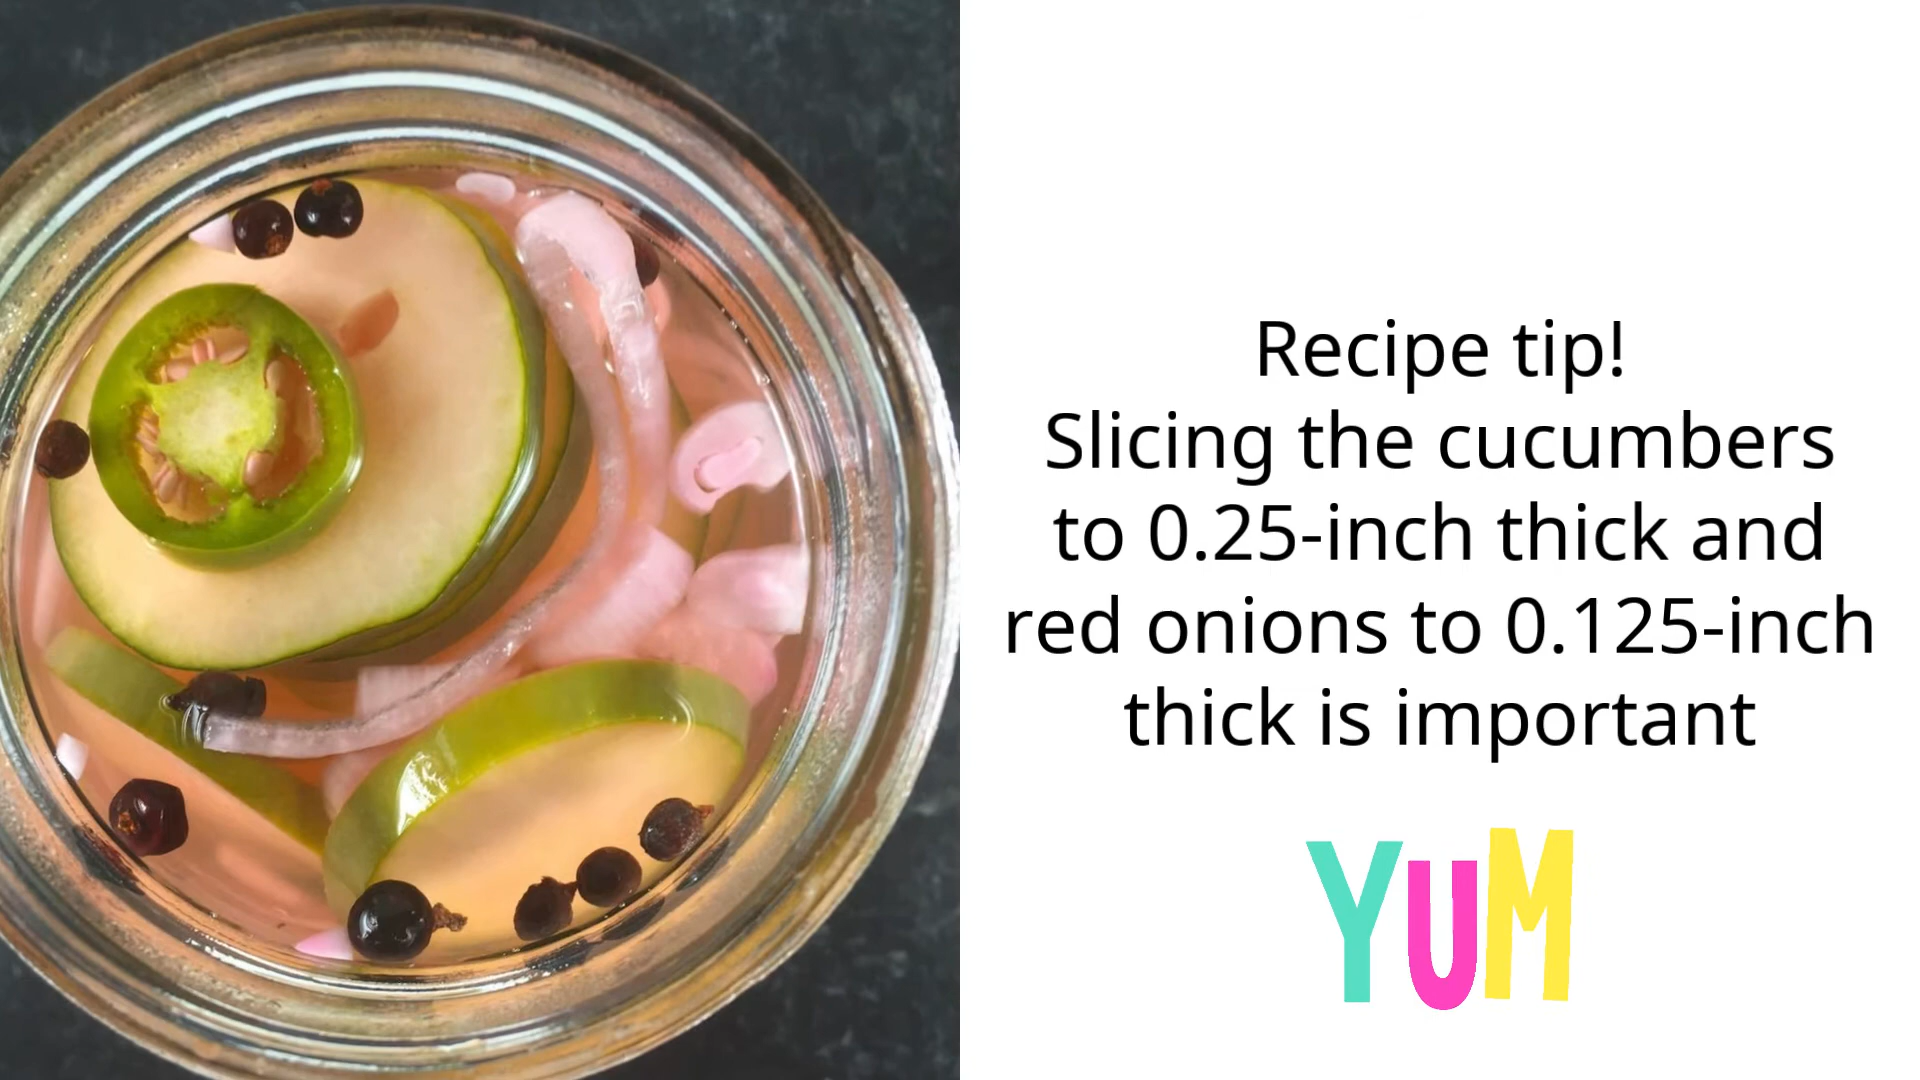 Recipe tip!
Slicing the cucumbers
to 0.25-inch thick and
red onions to 0.125-inch
thick is important
YUM